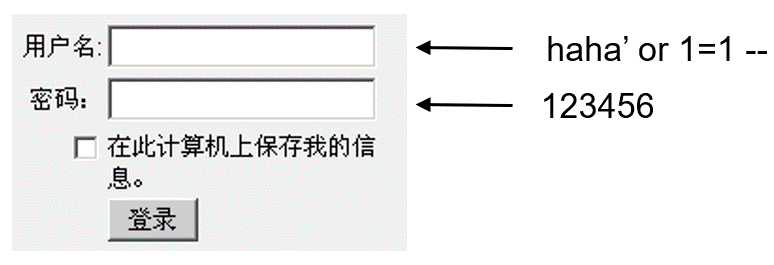 用户名: haha’ or 1=1 --
密码： 123456
在此计算机上保存我的信
息。
登录